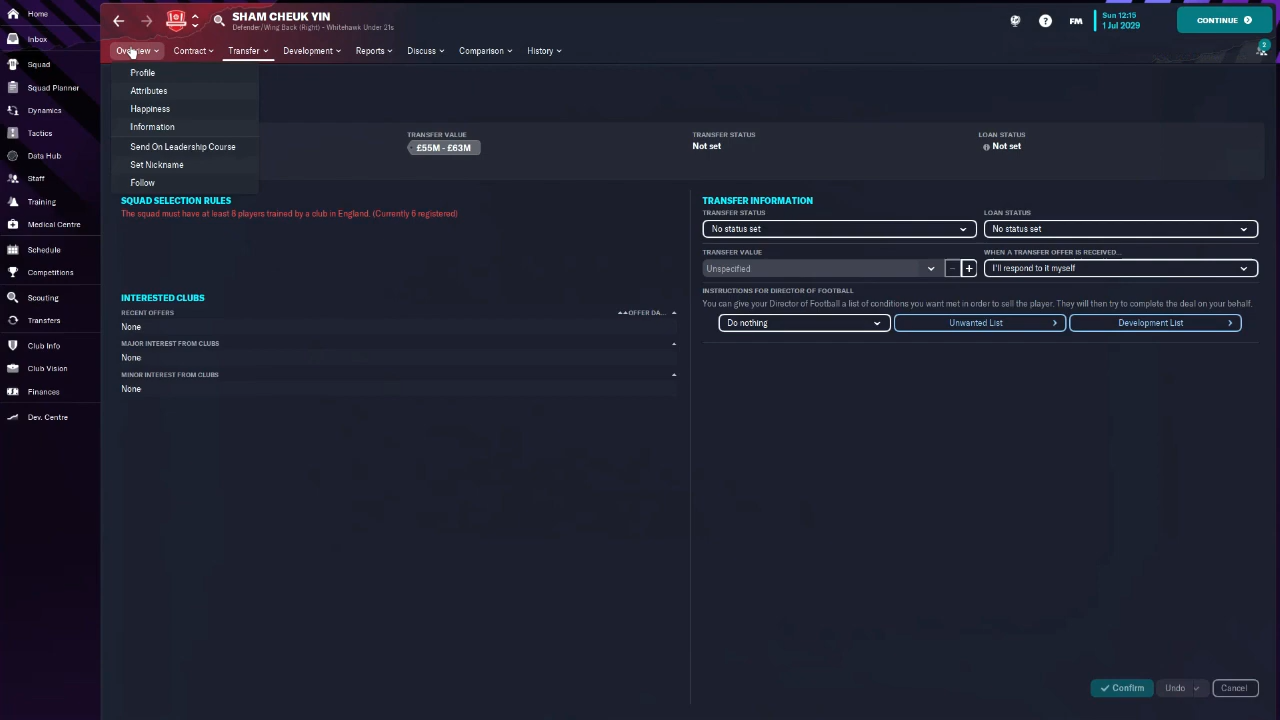 Home
SHAM CHEUK YIN
Defender/Wing Back (Right) - Whitehawk Under 21s
FM
Sun 12:15
1 Jul 2029
CONTINUE
Inbox
Squad
Squad Planner
Dynamics
Tactics
Data Hub
Staff
Training
Medical Centre
Schedule
Competitions
Scouting
Transfers
Club Info
Club Vision
Finances
Dev. Centre
Overview
Contract
Transfer
Development
Reports
Discuss
Comparison
History
2
Profile
Attributes
Happiness
Information
Send On Leadership Course
Set Nickname
Follow
TRANSFER VALUE
£55M - £63M
TRANSFER STATUS
Not set
LOAN STATUS
Not set
SQUAD SELECTION RULES
The squad must have at least 8 players trained by a club in England. (Currently 6 registered)
INTERESTED CLUBS
RECENT OFFERS
OFFER DA...
None
MAJOR INTEREST FROM CLUBS
None
MINOR INTEREST FROM CLUBS
None
TRANSFER INFORMATION
TRANSFER STATUS
LOAN STATUS
No status set
No status set
TRANSFER VALUE
WHEN A TRANSFER OFFER IS RECEIVED...
Unspecified
I'll respond to it myself
INSTRUCTIONS FOR DIRECTOR OF FOOTBALL
You can give your Director of Football a list of conditions you want met in order to sell the player. They will then try to complete the deal on your behalf.
Do nothing
Unwanted List
Development List
Confirm
Undo
Cancel